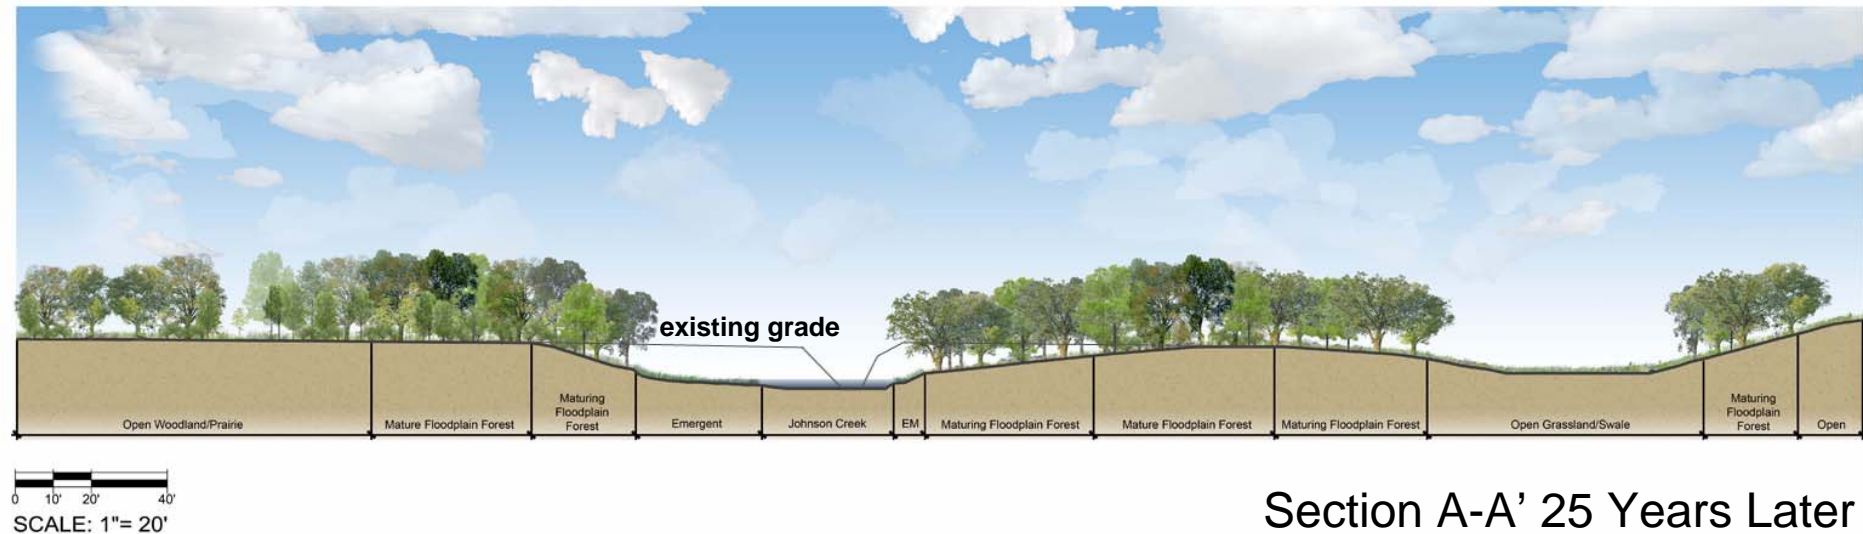 existing grade
Open Woodland/Prairie
Mature Floodplain Forest
Maturing
Floodplain
Forest
Emergent
Johnson Creek
EM
Maturing Floodplain Forest
Mature Floodplain Forest
Maturing Floodplain Forest
Open Grassland/Swale
Maturing
Floodplain
Forest
Open
0 10' 20' 40'
SCALE: 1"= 20'
Section A-A’ 25 Years Later